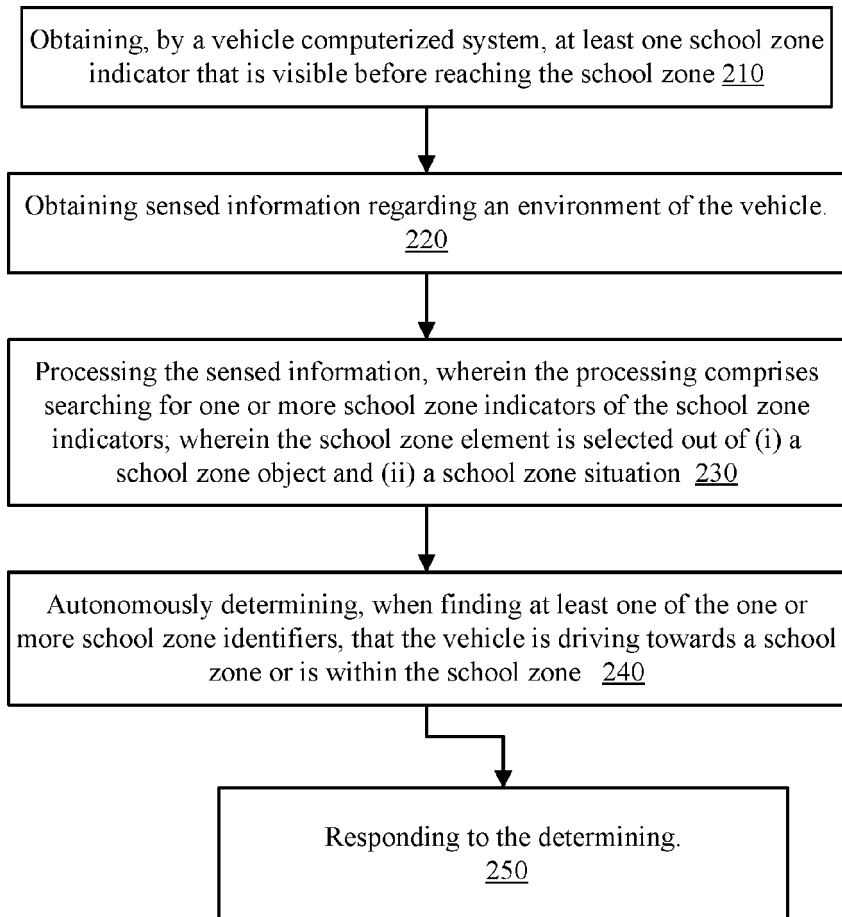 Obtaining, by a vehicle computerized system, at least one school zone
indicator that is visible before reaching the school zone 210
Obtaining sensed information regarding an environment of the vehicle.
220
Processing the sensed information, wherein the processing comprises
searching for one or more school zone indicators of the school zone
indicators; wherein the school zone element is selected out of (i) a
school zone object and (ii) a school zone situation 230
Autonomously determining, when finding at least one of the one or
more school zone identifiers, that the vehicle is driving towards a school
zone or is within the school zone 240
Responding to the determining.
250